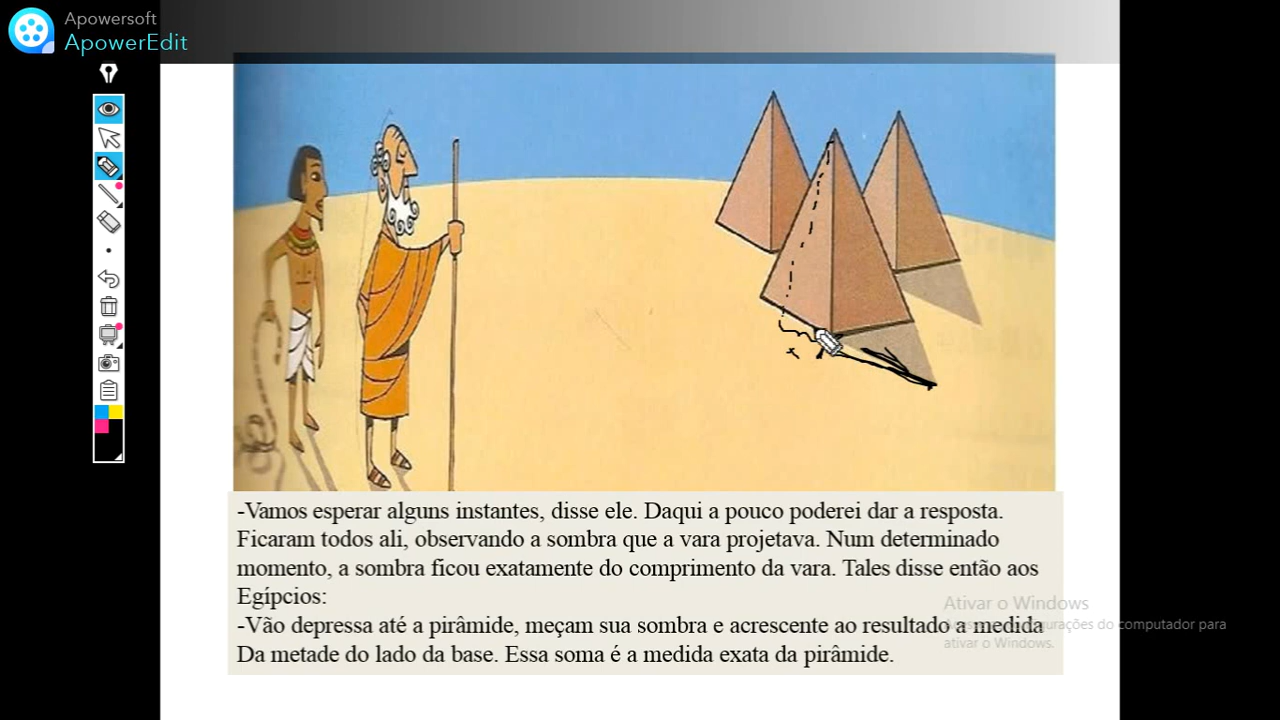 Apowersoft
ApowerEdit
-Vamos esperar alguns instantes, disse ele. Daqui a pouco poderei dar a resposta.
Ficaram todos ali, observando a sombra que a vara projetava. Num determinado
momento, a sombra ficou exatamente do comprimento da vara. Tales disse então aos
Egípcios:
-Vão depressa até a pirâmide, meçam sua sombra e acrescente ao resultado a medida
Da metade do lado da base. Essa soma é a medida exata da pirâmide.
Ativar o Windows
configurações do computador para
ativar o Windows.